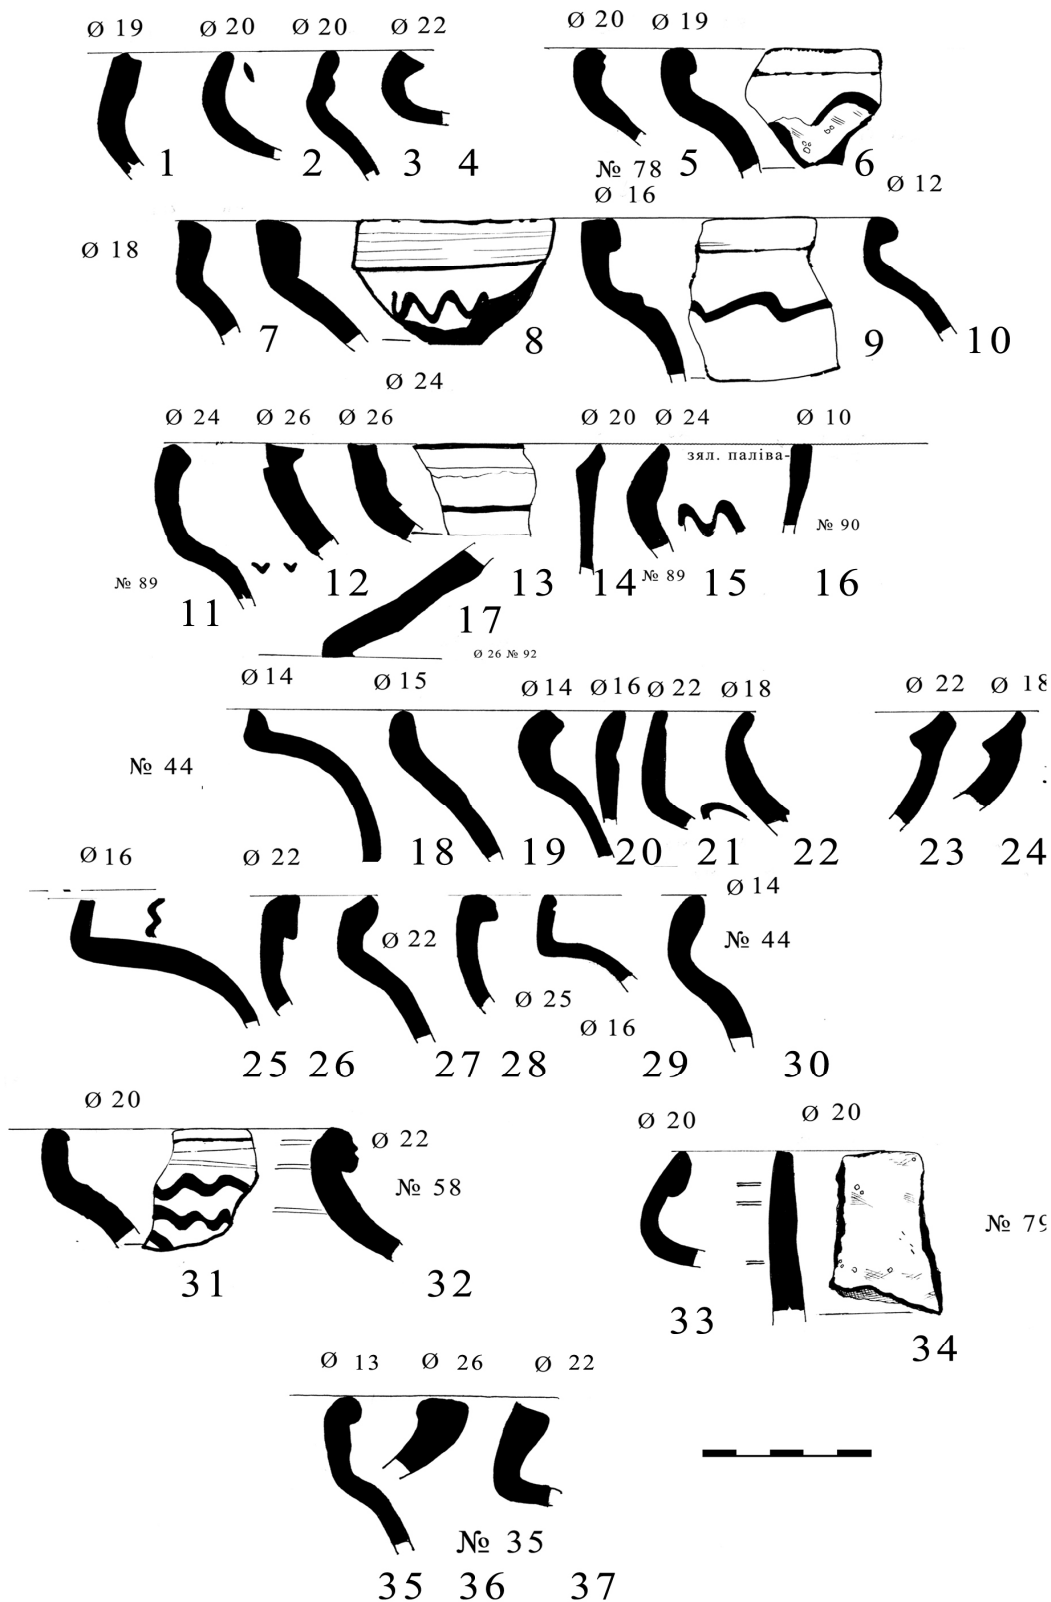 Ø 19 Ø 20 Ø 20 Ø 22 Ø 20 Ø 19
1 2 3 4 № 78 5 6
Ø 16 Ø 12
Ø 18
7 8 9 10
Ø 24
Ø 24 Ø 26 Ø 26 Ø 20 Ø 24 Ø 10
зял. паліва-
№ 90
№ 89 11 12 13 14 № 89 15 16
17
Ø 26 № 92
Ø 14 Ø 15 Ø 14 Ø 16 Ø 22 Ø 18 Ø 22 Ø 18
№ 44
18 19 20 21 22 23 24
Ø 16 Ø 22 Ø 14
Ø 22 № 44
Ø 25
Ø 16
25 26 27 28 29 30
Ø 20 Ø 22 Ø 20 Ø 20
№ 58
№ 79
31 32 33 34
Ø 13 Ø 26 Ø 22
№ 35
35 36 37